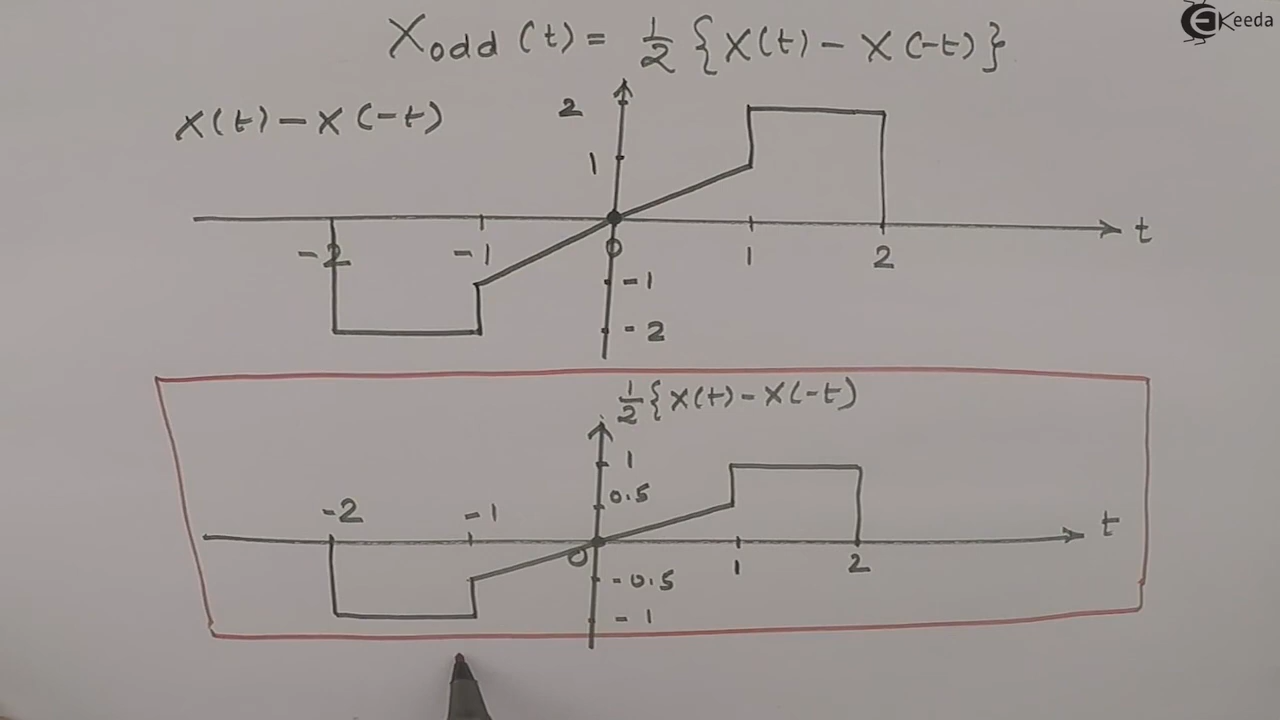 Keeda
Xodd (t) = 1/2 {X(t) - X(-t)}
X(t) - X(-t)
2
1
t
-2 -1 0 1 2
-1
-2
1/2 {X(t) - X(-t)
1
0.5
-2 -1
t
0 1 2
-0.5
-1